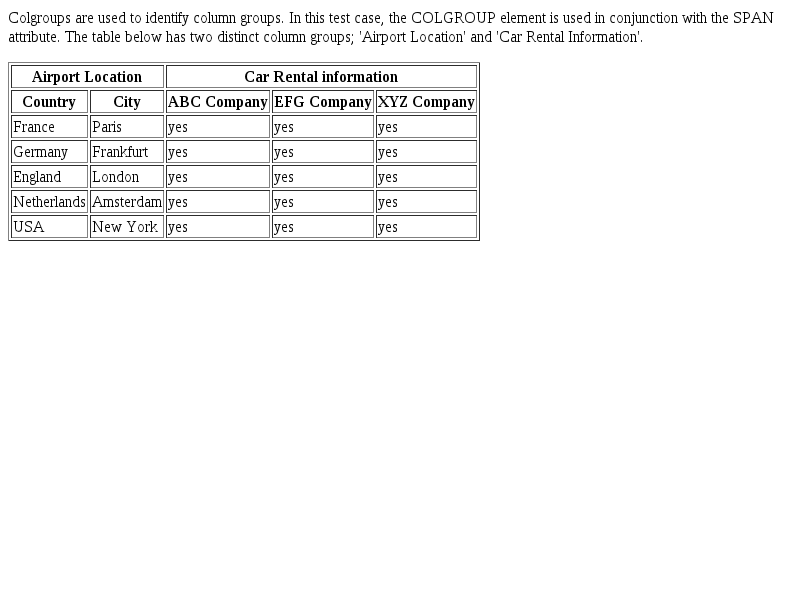 Colgroups are used to identify column groups. In this test case, the COLGROUP element is used in conjunction with the SPAN
attribute. The table below has two distinct column groups; 'Airport Location' and 'Car Rental Information'.
Airport Location Car Rental information
Country City ABC Company EFG Company XYZ Company
France Paris yes yes yes
Germany Frankfurt yes yes yes
England London yes yes yes
Netherlands Amsterdam yes yes yes
USA New York yes yes yes